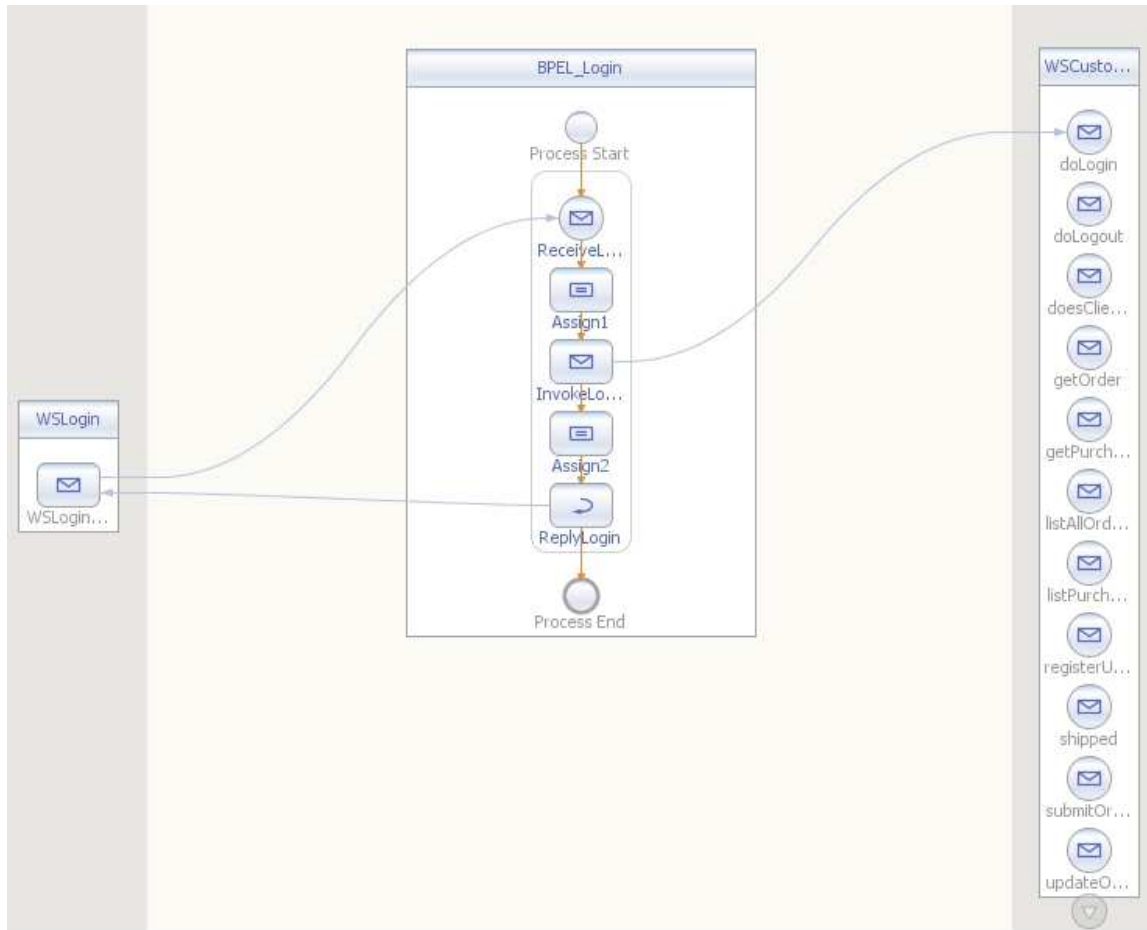 WSLogin
WSLogin...
BPEL_Login
Process Start
ReceiveL...
Assign1
InvokeLo...
Assign2
ReplyLogin
Process End
WSCusto...
doLogin
doLogout
doesClie...
getOrder
getPurch...
listAllOrd...
listPurch...
registerU...
shipped
submitOr...
updateO...